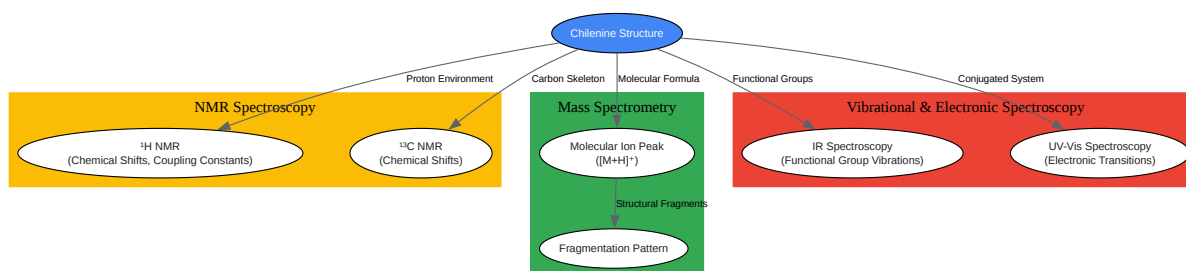 Chilenine Structure
Proton Environment
Carbon Skeleton
Molecular Formula
Functional Groups
Conjugated System
NMR Spectroscopy
Mass Spectrometry
Vibrational & Electronic Spectroscopy
¹H NMR
(Chemical Shifts, Coupling Constants)
¹³C NMR
(Chemical Shifts)
Molecular Ion Peak
([M+H]⁺)
IR Spectroscopy
(Functional Group Vibrations)
UV-Vis Spectroscopy
(Electronic Transitions)
Structural Fragments
Fragmentation Pattern